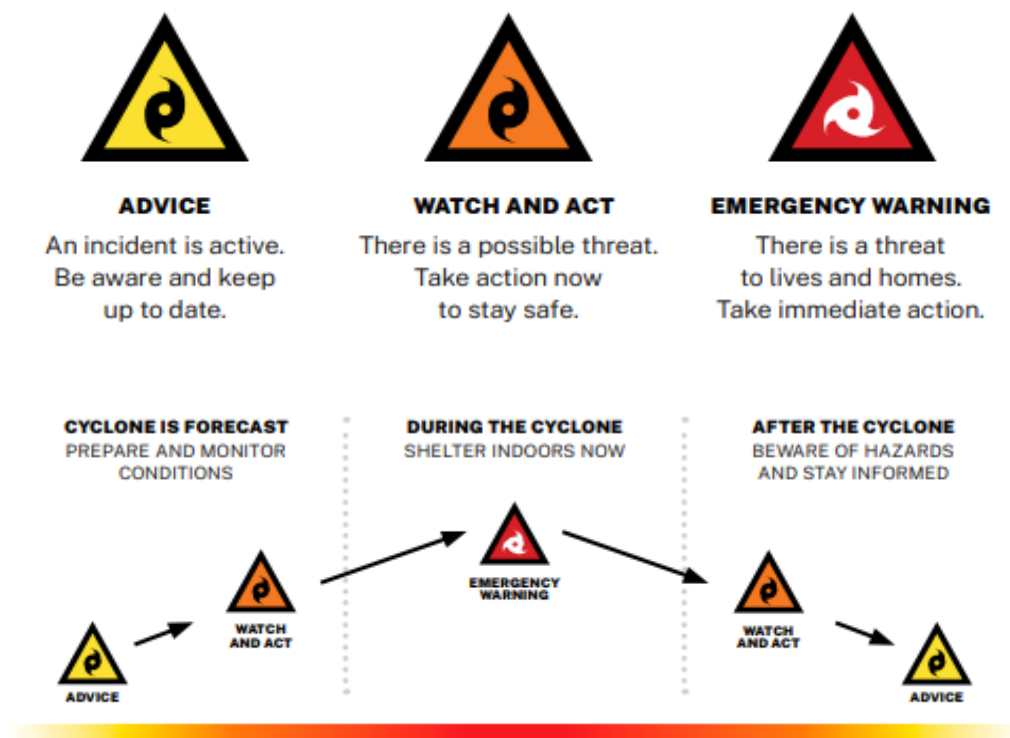 ADVICE
An incident is active.
Be aware and keep
up to date.
WATCH AND ACT
There is a possible threat.
Take action now
to stay safe.
EMERGENCY WARNING
There is a threat
to lives and homes.
Take immediate action.
CYCLONE IS FORECAST
PREPARE AND MONITOR
CONDITIONS
DURING THE CYCLONE
SHELTER INDOORS NOW
AFTER THE CYCLONE
BEWARE OF HAZARDS
AND STAY INFORMED
ADVICE
WATCH
AND ACT
EMERGENCY
WARNING
WATCH
AND ACT
ADVICE